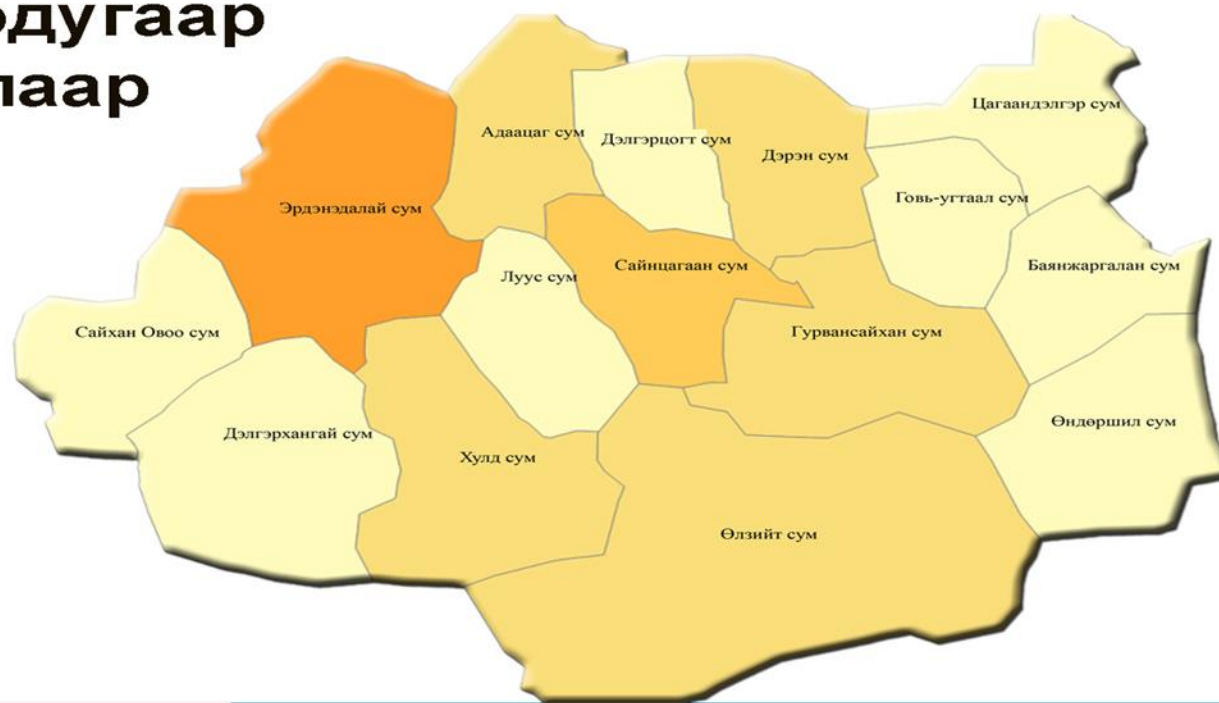 одугаар
лаар
Цагаандэлгэр сум
Адаацаг сум
Дэлгэрцогт сум
Дэрэн сум
Говь-угтаал сум
Эрдэнэдалай сум
Сайнцагаан сум
Баянжаргалан сум
Луус сум
Сайхан Овоо сум
Гурвансайхан сум
Өндөршил сум
Дэлгэрхангай сум
Хулд сум
Өлзийт сум